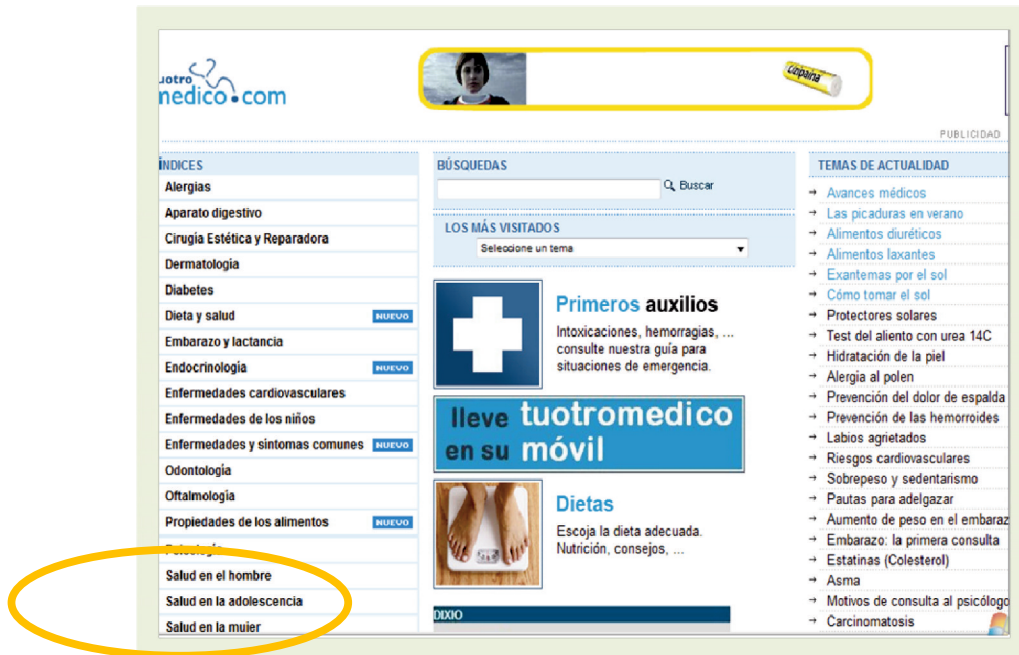 uotro
medico.com
Cizipaina
PUBLICIDAD
ÍNDICES
Alergias
Aparato digestivo
Cirugía Estética y Reparadora
Dermatología
Diabetes
Dieta y salud NUEVO
Embarazo y lactancia
Endocrinología NUEVO
Enfermedades cardiovasculares
Enfermedades de los niños
Enfermedades y síntomas comunes NUEVO
Odontología
Oftalmología
Propiedades de los alimentos NUEVO
Psicología
Salud en el hombre
Salud en la adolescencia
Salud en la mujer
BÚSQUEDAS
Buscar
LOS MÁS VISITADOS
Seleccione un tema
Primeros auxilios
Intoxicaciones, hemorragias, ...
consulte nuestra guía para
situaciones de emergencia.
lleve tuotromedico
en su móvil
Dietas
Escoja la dieta adecuada.
Nutrición, consejos, ...
DIXIO
TEMAS DE ACTUALIDAD
→ Avances médicos
→ Las picaduras en verano
→ Alimentos diuréticos
→ Alimentos laxantes
→ Exantemas por el sol
→ Cómo tomar el sol
→ Protectores solares
→ Test del aliento con urea 14C
→ Hidratación de la piel
→ Alergia al polen
→ Prevención del dolor de espalda
→ Prevención de las hemorroides
→ Labios agrietados
→ Riesgos cardiovasculares
→ Sobrepeso y sedentarismo
→ Pautas para adelgazar
→ Aumento de peso en el embaraz
→ Embarazo: la primera consulta
→ Estatinas (Colesterol)
→ Asma
→ Motivos de consulta al psicólogo
→ Carcinomatosis